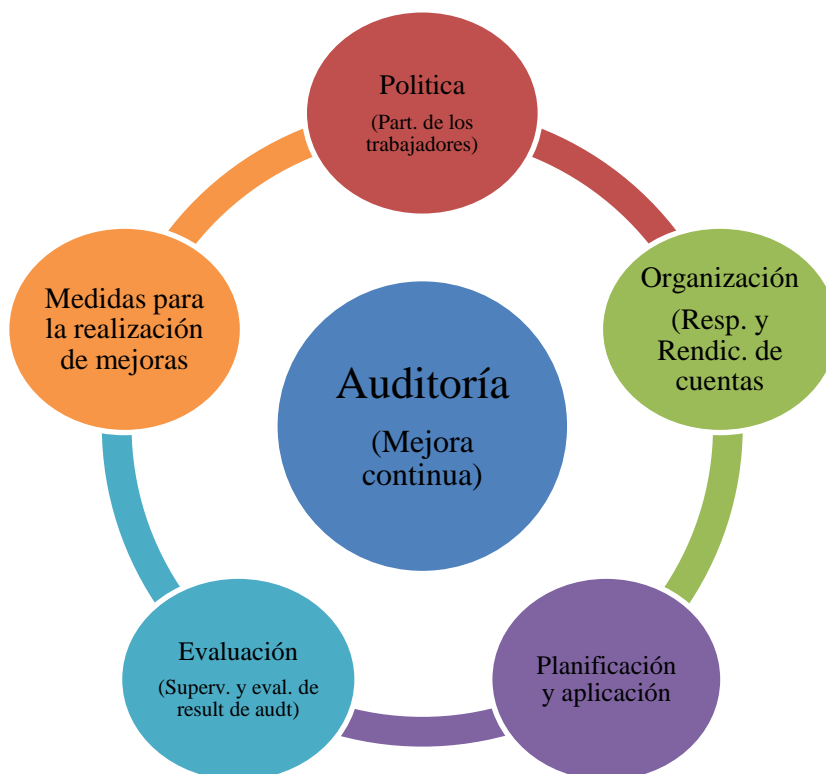 Politica
(Part. de los
trabajadores)
Organización
(Resp. y
Rendic. de
cuentas
Planificación
y aplicación
Evaluación
(Superv. y eval. de
result de audt)
Medidas para
la realización
de mejoras
Auditoría
(Mejora
continua)